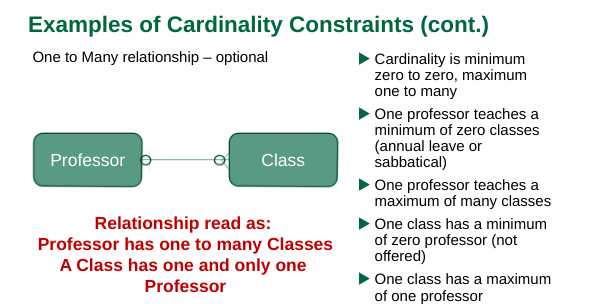 Examples of Cardinality Constraints (cont.)
One to Many relationship – optional
Professor
Class
Relationship read as:
Professor has one to many Classes
A Class has one and only one
Professor
Cardinality is minimum
zero to zero, maximum
one to many
One professor teaches a
minimum of zero classes
(annual leave or
sabbatical)
One professor teaches a
maximum of many classes
One class has a minimum
of zero professor (not
offered)
One class has a maximum
of one professor